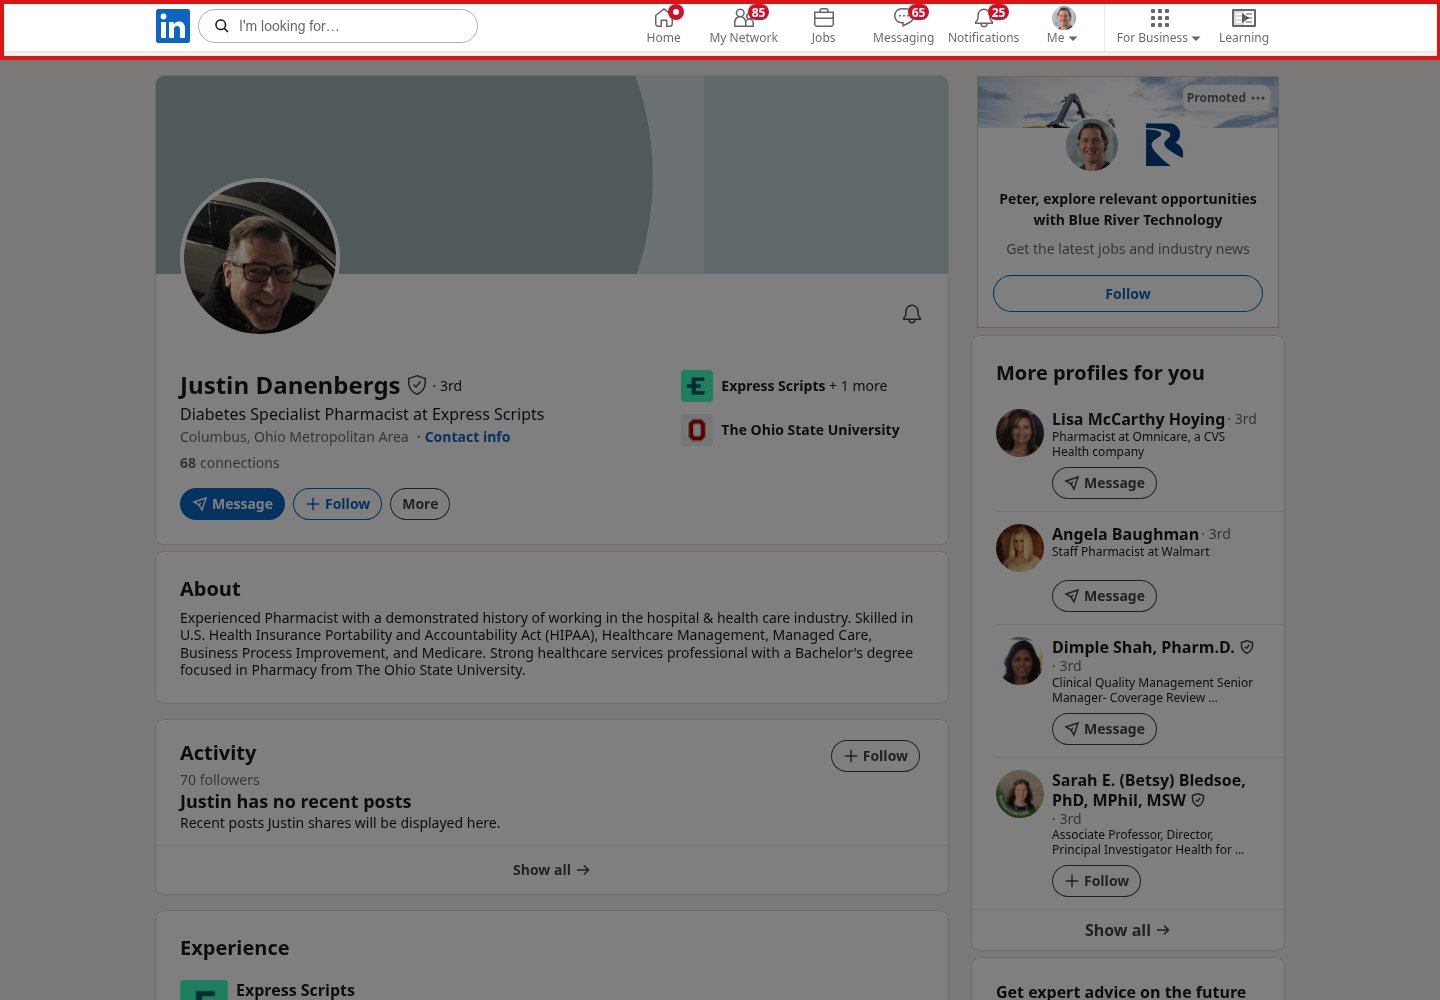 in
I'm looking for…
Home
85
My Network
Jobs
65
Messaging
25
Notifications
Me
For Business
Learning
Promoted
Peter, explore relevant opportunities
with Blue River Technology
Get the latest jobs and industry news
Follow
Justin Danenbergs · 3rd
Diabetes Specialist Pharmacist at Express Scripts
Columbus, Ohio Metropolitan Area · Contact info
68 connections
Message
Follow
More
Express Scripts + 1 more
The Ohio State University
About
Experienced Pharmacist with a demonstrated history of working in the hospital & health care industry. Skilled in
U.S. Health Insurance Portability and Accountability Act (HIPAA), Healthcare Management, Managed Care,
Business Process Improvement, and Medicare. Strong healthcare services professional with a Bachelor's degree
focused in Pharmacy from The Ohio State University.
Activity
Follow
70 followers
Justin has no recent posts
Recent posts Justin shares will be displayed here.
Show all →
Experience
Express Scripts
More profiles for you
Lisa McCarthy Hoying · 3rd
Pharmacist at Omnicare, a CVS
Health company
Message
Angela Baughman · 3rd
Staff Pharmacist at Walmart
Message
Dimple Shah, Pharm.D.
· 3rd
Clinical Quality Management Senior
Manager- Coverage Review ...
Message
Sarah E. (Betsy) Bledsoe,
PhD, MPhil, MSW
· 3rd
Associate Professor, Director,
Principal Investigator Health for ...
Follow
Show all →
Get expert advice on the future